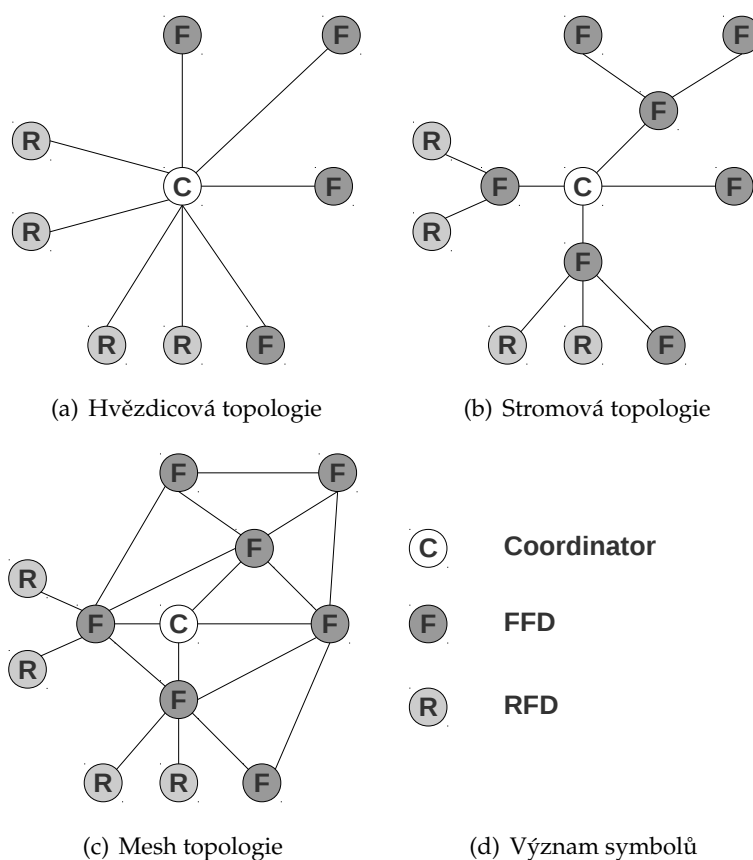 F F
R
C F
R
R R F
(a) Hvězdicová topologie
F F
F
R
F C F
R
F
R R F
(b) Stromová topologie
F F
F
R
F C F
R
F
R R F
(c) Mesh topologie
C Coordinator
F FFD
R RFD
(d) Význam symbolů